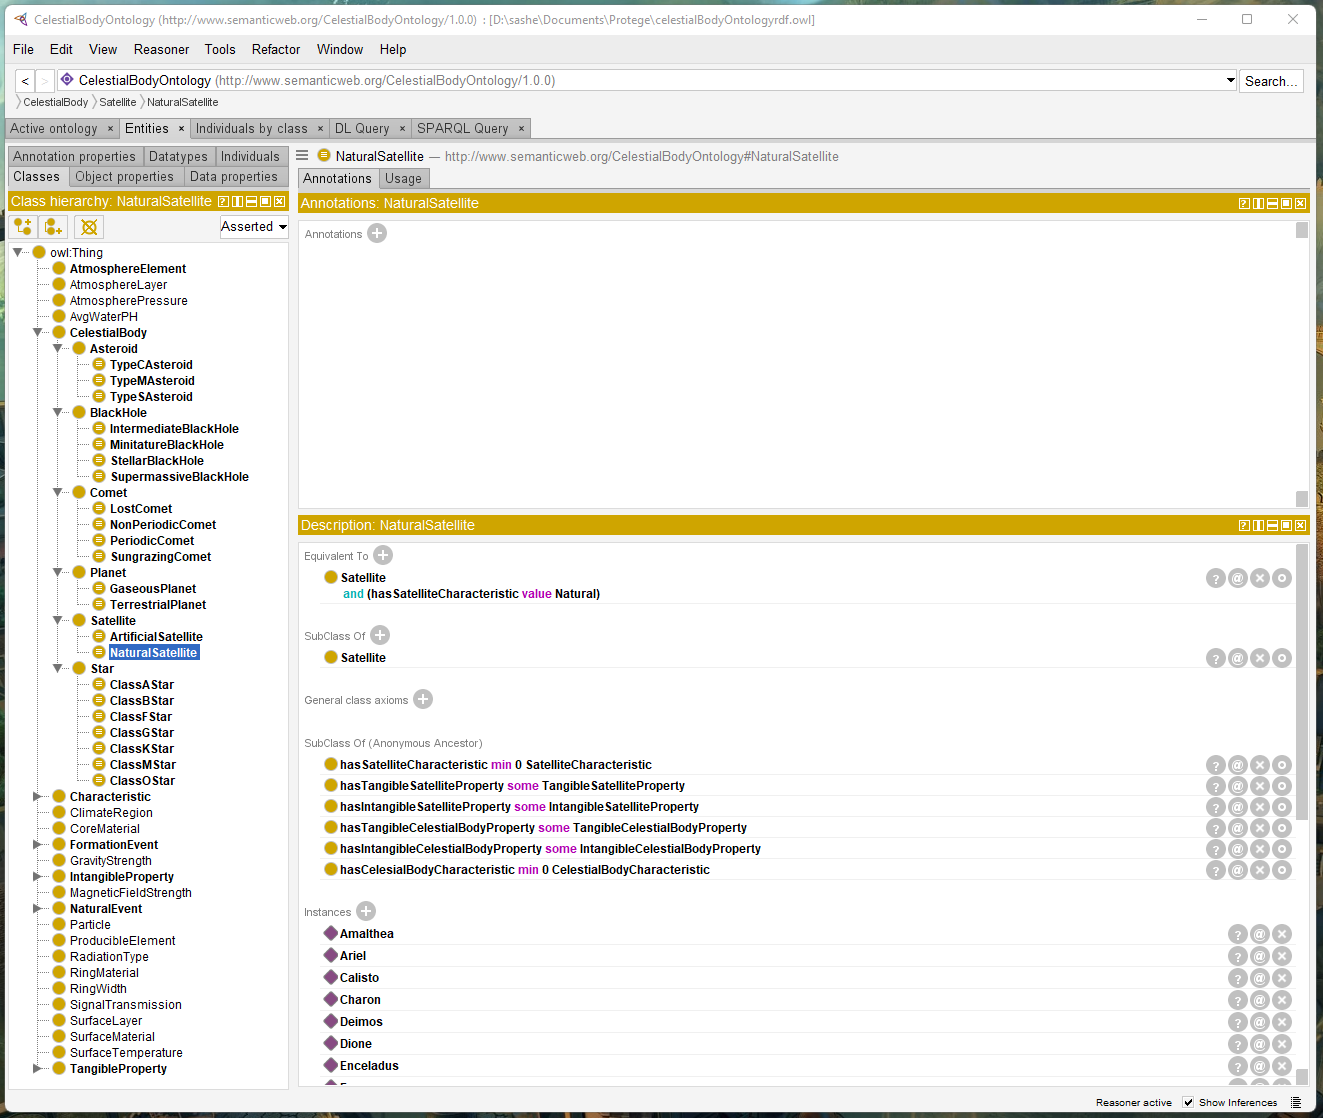 CelestialBodyOntology (http://www.semanticweb.org/CelestialBodyOntology/1.0.0) : [D:\sashe\Documents\Protege\celestialBodyOntologyrdf.owl]
File Edit View Reasoner Tools Refactor Window Help
< > CelestialBodyOntology (http://www.semanticweb.org/CelestialBodyOntology/1.0.0) Search...
CelestialBody Satellite NaturalSatellite
Active ontology × Entities × Individuals by class × DL Query × SPARQL Query ×
Annotation properties Datatypes Individuals
Classes Object properties Data properties
Class hierarchy: NaturalSatellite
Asserted
owl:Thing
AtmosphereElement
AtmosphereLayer
AtmospherePressure
AvgWaterPH
CelestialBody
Asteroid
TypeCAsteroid
TypeMAsteroid
TypeSAsteroid
BlackHole
IntermediateBlackHole
MinitatureBlackHole
StellarBlackHole
SupermassiveBlackHole
Comet
LostComet
NonPeriodicComet
PeriodicComet
SungrazingComet
Planet
GaseousPlanet
TerrestrialPlanet
Satellite
ArtificialSatellite
NaturalSatellite
Star
ClassAStar
ClassBStar
ClassFStar
ClassGStar
ClassKStar
ClassMStar
ClassOStar
Characteristic
ClimateRegion
CoreMaterial
FormationEvent
GravityStrength
IntangibleProperty
MagneticFieldStrength
NaturalEvent
Particle
ProducibleElement
RadiationType
RingMaterial
RingWidth
SignalTransmission
SurfaceLayer
SurfaceMaterial
SurfaceTemperature
TangibleProperty
NaturalSatellite — http://www.semanticweb.org/CelestialBodyOntology#NaturalSatellite
Annotations Usage
Annotations: NaturalSatellite
Annotations
Description: NaturalSatellite
Equivalent To
Satellite
and (hasSatelliteCharacteristic value Natural)
SubClass Of
Satellite
General class axioms
SubClass Of (Anonymous Ancestor)
hasSatelliteCharacteristic min 0 SatelliteCharacteristic
hasTangibleSatelliteProperty some TangibleSatelliteProperty
hasIntangibleSatelliteProperty some IntangibleSatelliteProperty
hasTangibleCelestialBodyProperty some TangibleCelestialBodyProperty
hasIntangibleCelestialBodyProperty some IntangibleCelestialBodyProperty
hasCelesialBodyCharacteristic min 0 CelestialBodyCharacteristic
Instances
Amalthea
Ariel
Calisto
Charon
Deimos
Dione
Enceladus
Reasoner active Show Inferences